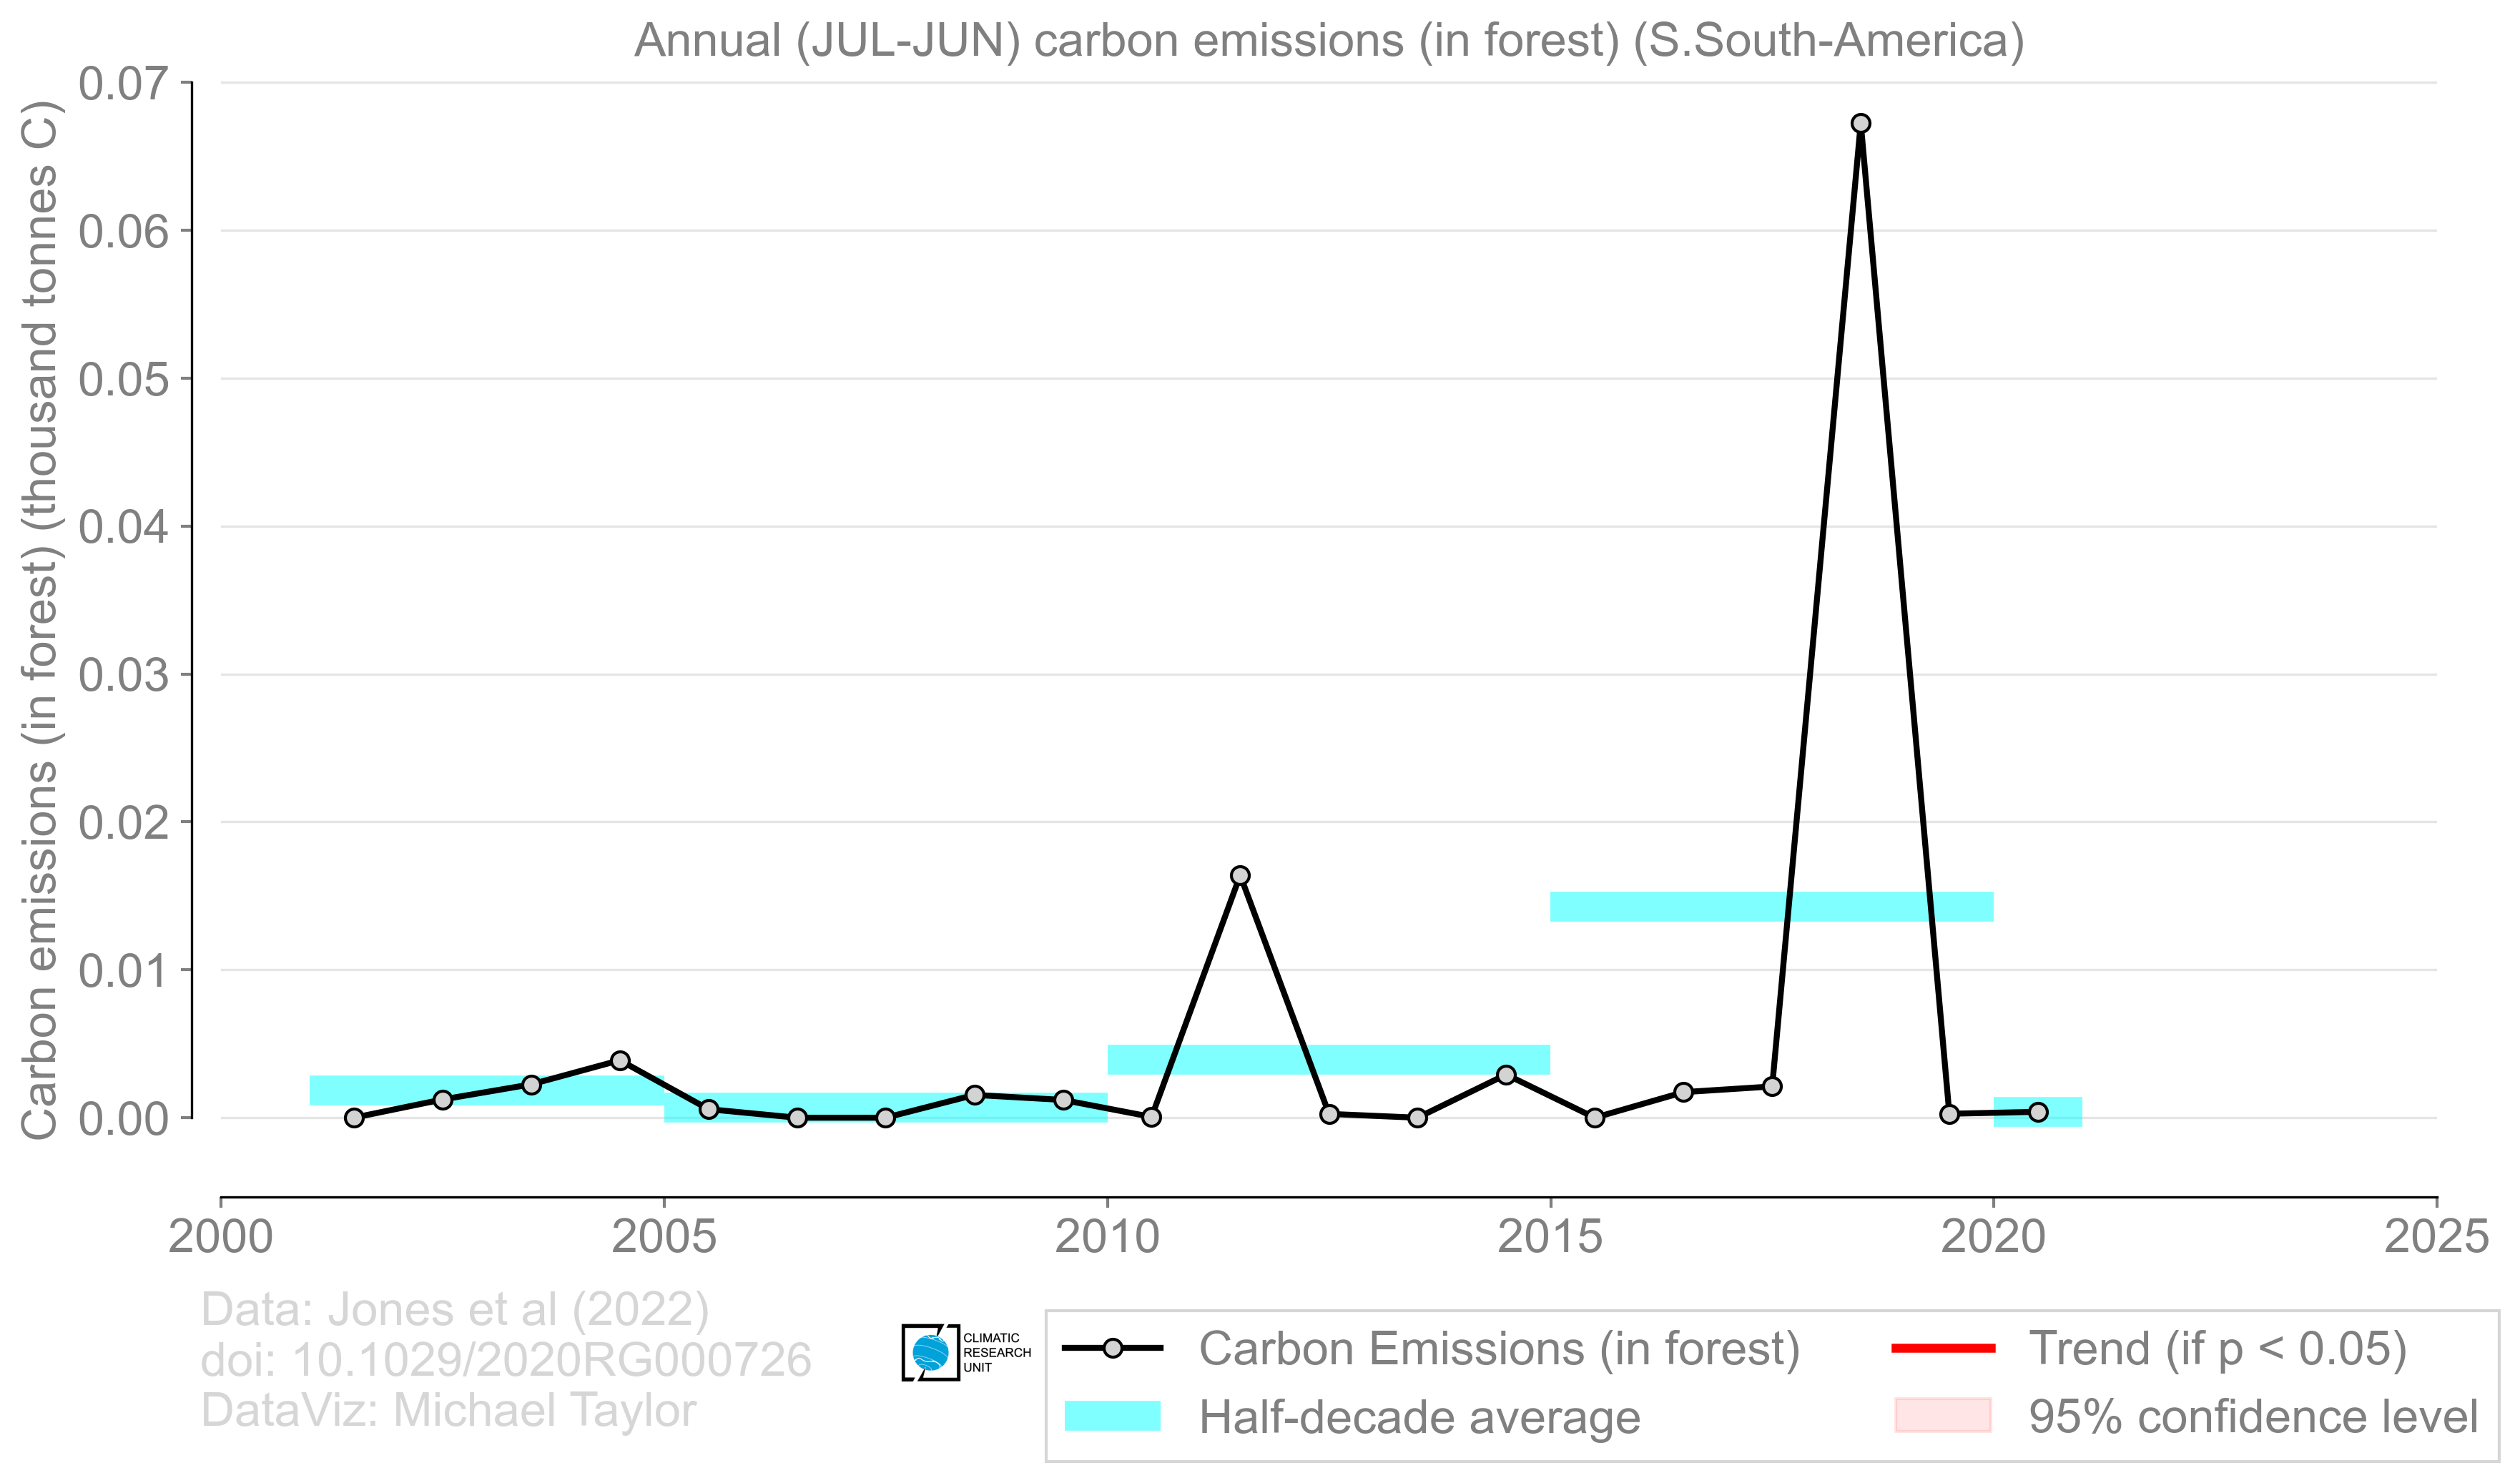 Annual (JUL-JUN) carbon emissions (in forest) (S.South-America)
Carbon emissions (in forest) (thousand tonnes C)
0.07
0.06
0.05
0.04
0.03
0.02
0.01
0.00
2000
2005
2010
2015
2020
2025
Data: Jones et al (2022)
doi: 10.1029/2020RG000726
DataViz: Michael Taylor
CLIMATIC
RESEARCH
UNIT
Carbon Emissions (in forest)
Half-decade average
Trend (if p < 0.05)
95% confidence level